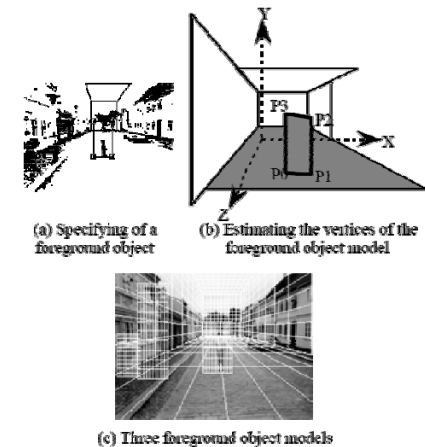 Y
P3
P2
X
P0
P1
Z
(a) Specifying of a
foreground object
(b) Estimating the vertices of the
foreground object model
(c) Three foreground object models